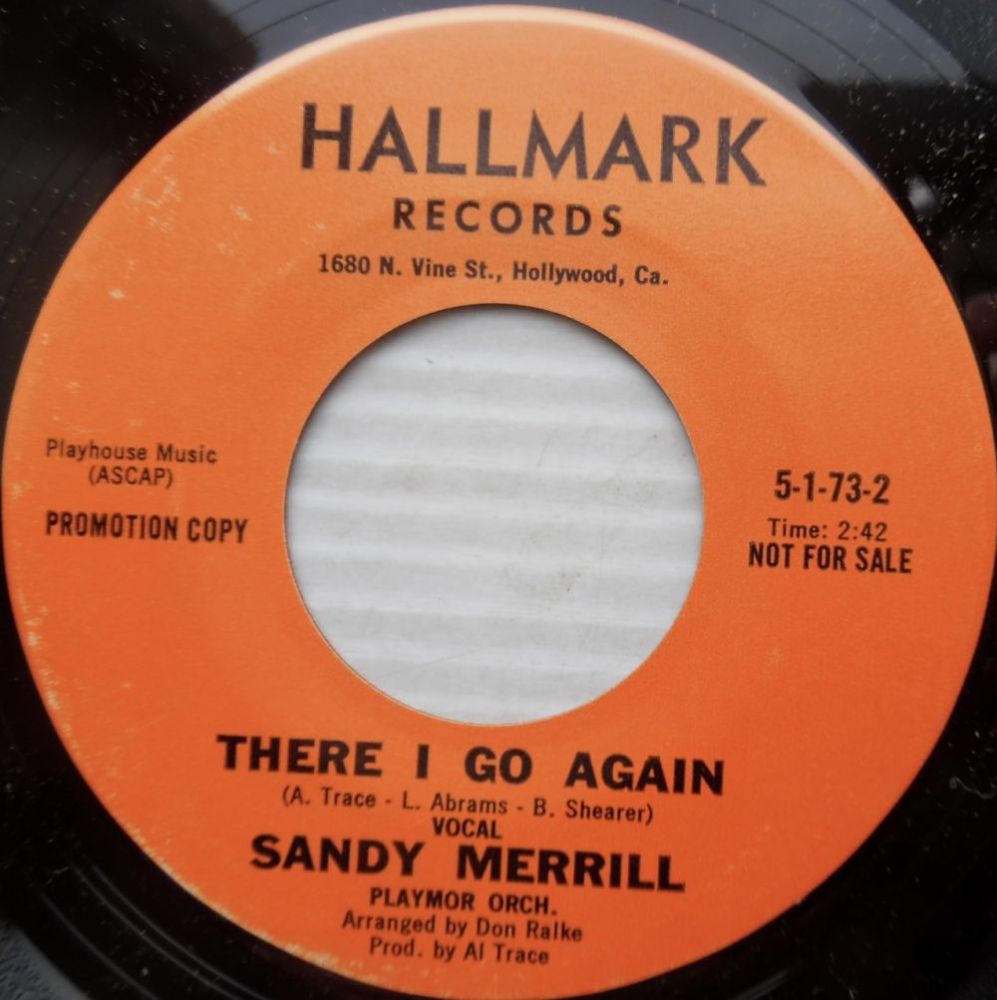 HALLMARK
RECORDS
1680 N. Vine St., Hollywood, Ca.
Playhouse Music
(ASCAP)
PROMOTION COPY
5-1-73-2
Time: 2:42
NOT FOR SALE
THERE I GO AGAIN
(A. Trace - L. Abrams - B. Shearer)
VOCAL
SANDY MERRILL
PLAYMOR ORCH.
Arranged by Don Ralke
Prod. by Al Trace